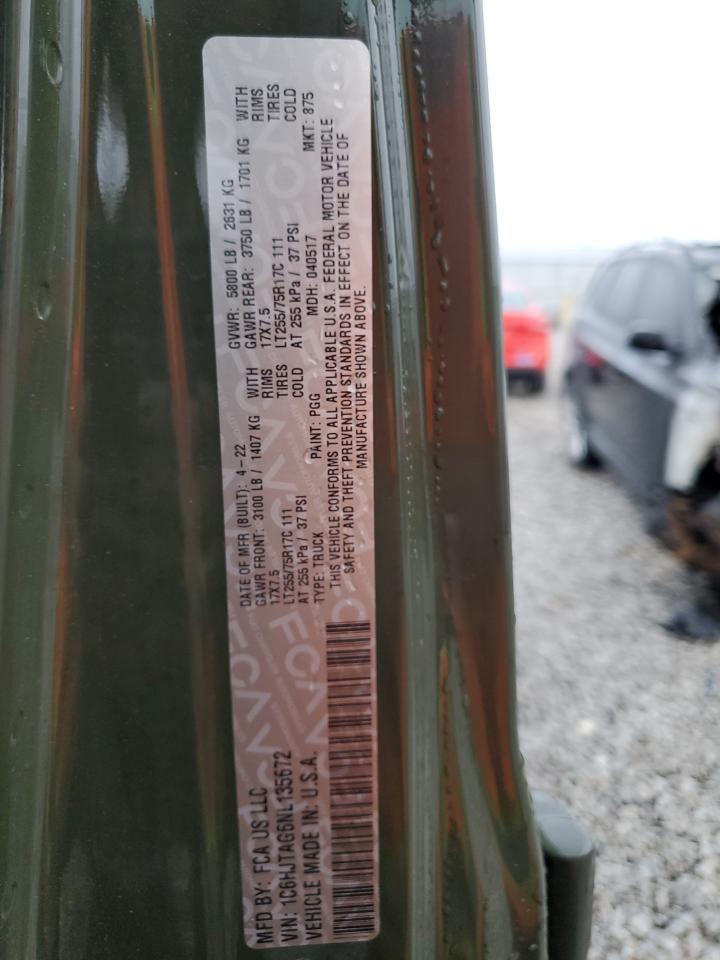 MFD BY: FCA US LLC
VIN: 1C6HJTAG6NL135672
VEHICLE MADE IN: U.S.A.
DATE OF MFR (BUILT): 4-22 GVWR: 5800 LB / 2631 KG
GAWR FRONT: 3100 LB / 1407 KG WITH GAWR REAR: 3750 LB / 1701 KG WITH
17X7.5 RIMS 17X7.5 RIMS
LT255/75R17C 111 TIRES LT255/75R17C 111 TIRES
AT 255 kPa / 37 PSI COLD AT 255 kPa / 37 PSI COLD
TYPE: TRUCK PAINT: PGG MDH: 040517 MKT: 875
THIS VEHICLE CONFORMS TO ALL APPLICABLE U.S.A. FEDERAL MOTOR VEHICLE
SAFETY AND THEFT PREVENTION STANDARDS IN EFFECT ON THE DATE OF
MANUFACTURE SHOWN ABOVE.